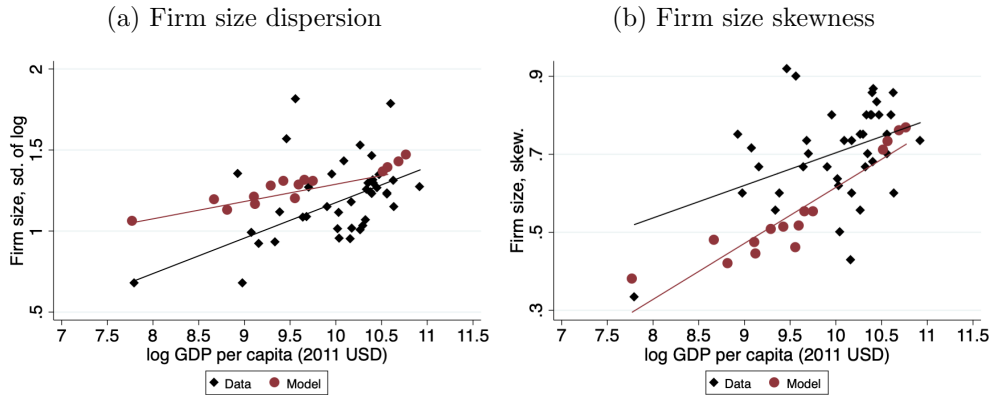 (a) Firm size dispersion
Firm size, sd. of log
2
1.5
1
.5
7 7.5 8 8.5 9 9.5 10 10.5 11 11.5
log GDP per capita (2011 USD)
Data Model
(b) Firm size skewness
Firm size, skew.
.9
.7
.5
.3
7 7.5 8 8.5 9 9.5 10 10.5 11 11.5
log GDP per capita (2011 USD)
Data Model